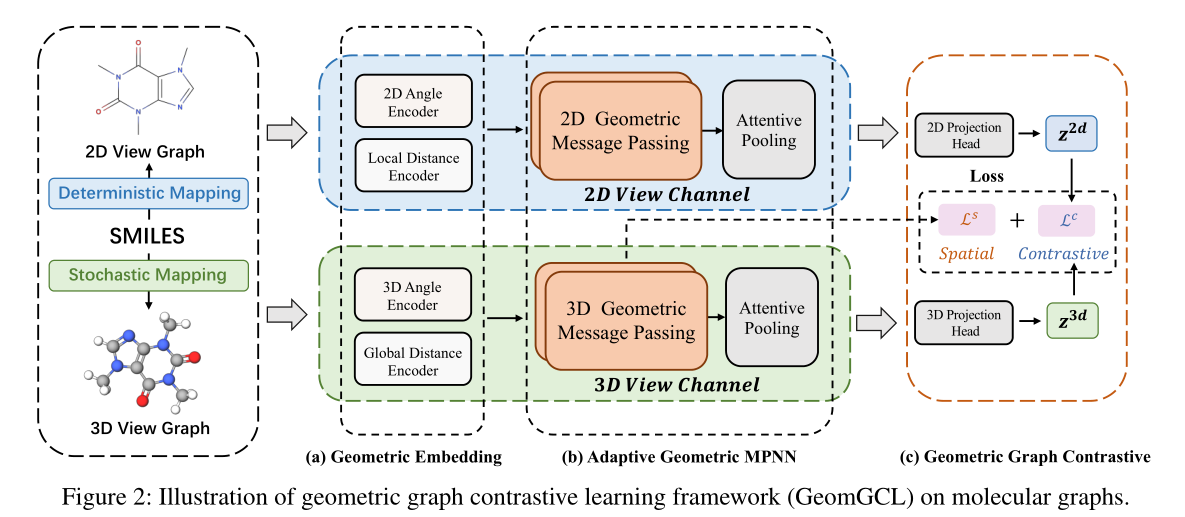 O
N
N
O
N
N
2D View Graph
Deterministic Mapping
SMILES
Stochastic Mapping
3D View Graph
2D Angle
Encoder
Local Distance
Encoder
2D Geometric
Message Passing
Attentive
Pooling
2D View Channel
3D Angle
Encoder
Global Distance
Encoder
3D Geometric
Message Passing
Attentive
Pooling
3D View Channel
2D Projection
Head
z^{2d}
Loss
ℒ^s + ℒ^c
Spatial Contrastive
3D Projection
Head
z^{3d}
(a) Geometric Embedding
(b) Adaptive Geometric MPNN
(c) Geometric Graph Contrastive
Figure 2: Illustration of geometric graph contrastive learning framework (GeomGCL) on molecular graphs.